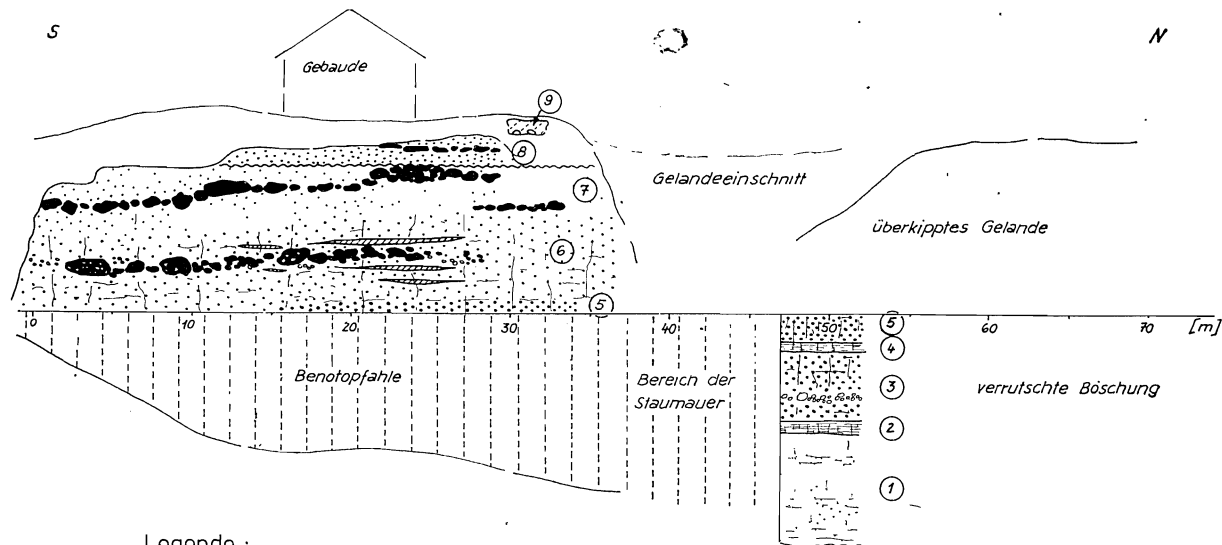 S
N
Gebaude
9
8
Gelandeeinschnitt
7
überkipptes Gelande
6
5
0 10 20 30 40 50 60 70 [m]
5
4
Benotopfahle
Bereich der
Staumauer
3
verrutschte Böschung
2
1
Legende :